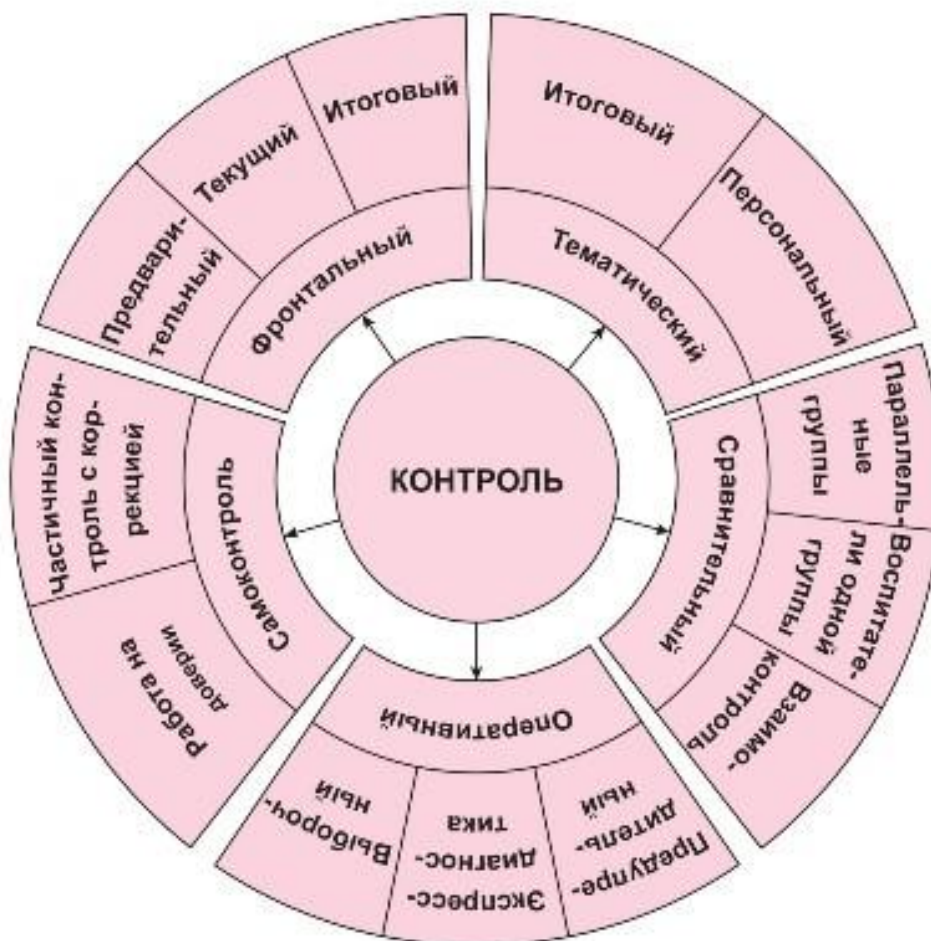 КОНТРОЛЬ
Фронтальный
Предвари-
тельный
Текущий
Итоговый
Тематический
Итоговый
Персональный
Сравнительный
Параллель-
ные
группы
Воспитате-
ли одной
группы
Взаимо-
контроль
Оперативный
Предупре-
дитель-
ный
Экспресс-
диагнос-
тика
Выбороч-
ный
Самоконтроль
Работа на
доверии
Частичный кон-
троль с кор-
рекцией